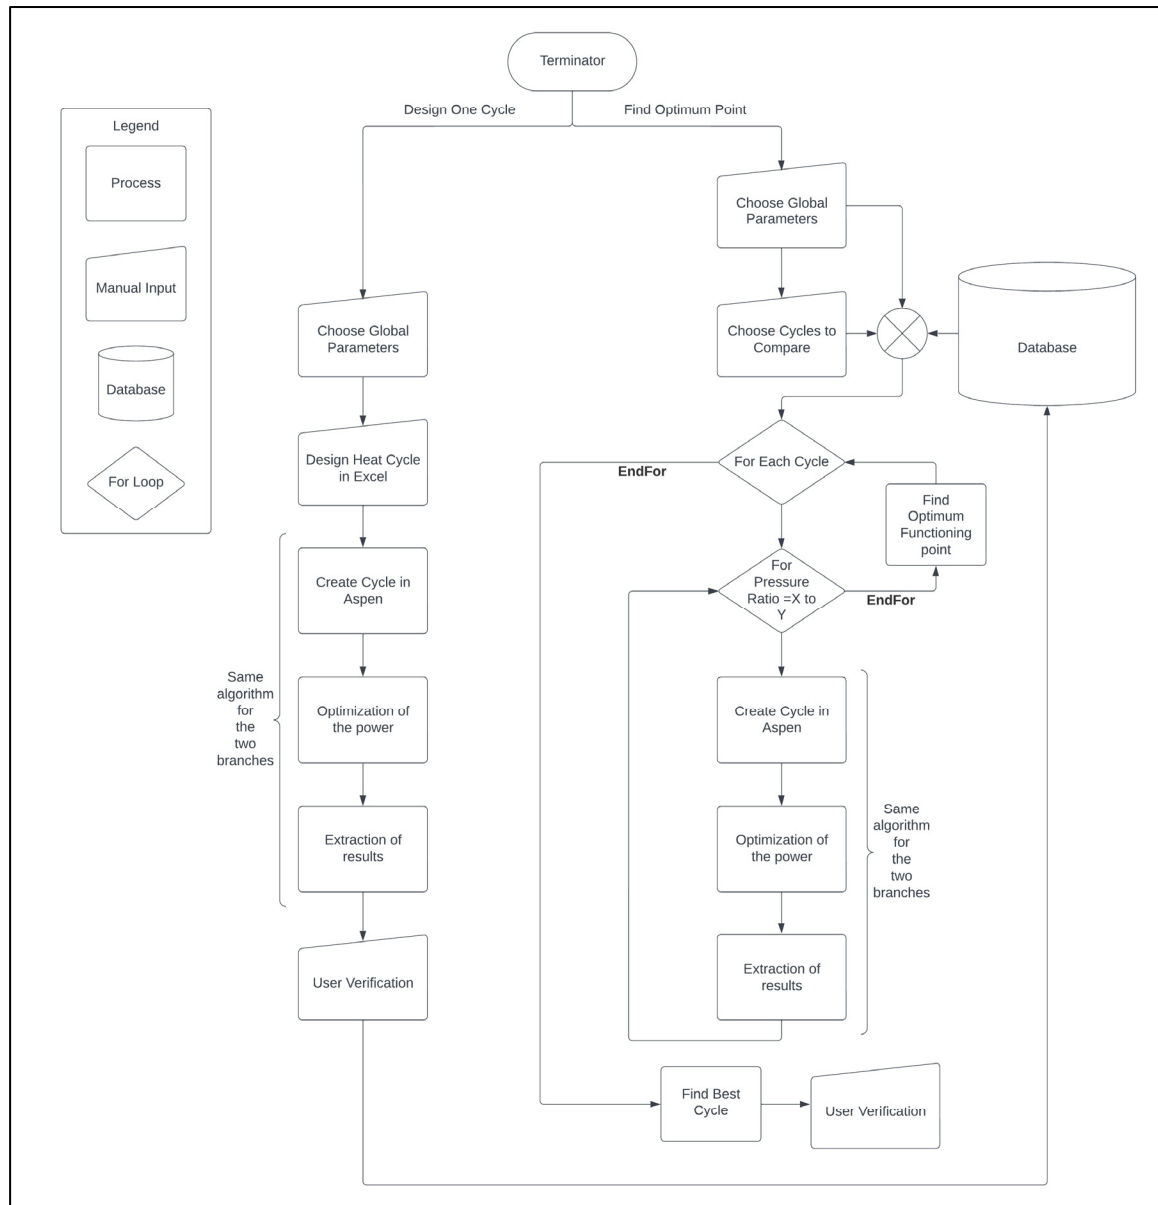 Terminator
Design One Cycle
Find Optimum Point
Legend
Process
Manual Input
Database
For Loop
Choose Global
Parameters
Design Heat Cycle
in Excel
Create Cycle in
Aspen
Optimization of
the power
Extraction of
results
User Verification
Same
algorithm
for
the
two
branches
Choose Global
Parameters
Choose Cycles to
Compare
Database
For Each Cycle
EndFor
Find
Optimum
Functioning
point
For
Pressure
Ratio =X to
Y
EndFor
Create Cycle in
Aspen
Optimization of
the power
Extraction of
results
Same
algorithm
for
the
two
branches
Find Best
Cycle
User Verification